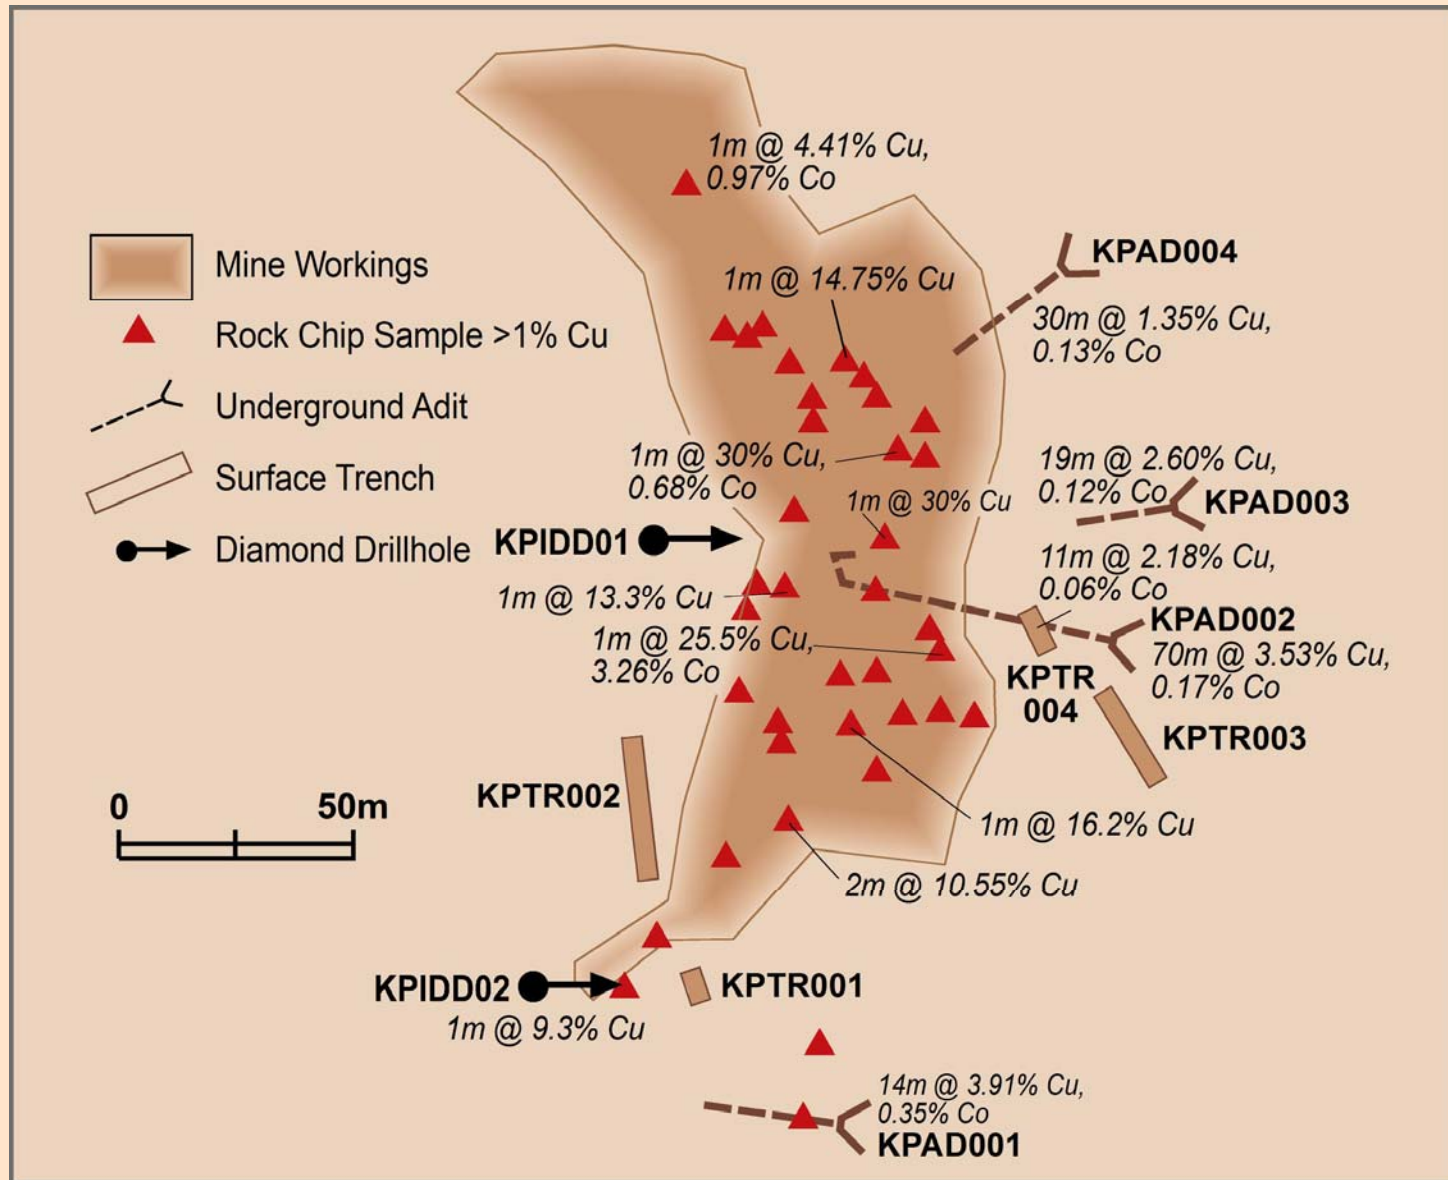 1m @ 4.41% Cu,
0.97% Co
Mine Workings
Rock Chip Sample >1% Cu
Underground Adit
Surface Trench
Diamond Drillhole
1m @ 14.75% Cu
KPAD004
30m @ 1.35% Cu,
0.13% Co
1m @ 30% Cu,
0.68% Co
1m @ 30% Cu
19m @ 2.60% Cu,
0.12% Co
KPAD003
KPIDD01
11m @ 2.18% Cu,
0.06% Co
1m @ 13.3% Cu
KPAD002
70m @ 3.53% Cu,
0.17% Co
1m @ 25.5% Cu,
3.26% Co
KPTR
004
KPTR003
KPTR002
0 50m
1m @ 16.2% Cu
2m @ 10.55% Cu
KPIDD02
1m @ 9.3% Cu
KPTR001
14m @ 3.91% Cu,
0.35% Co
KPAD001